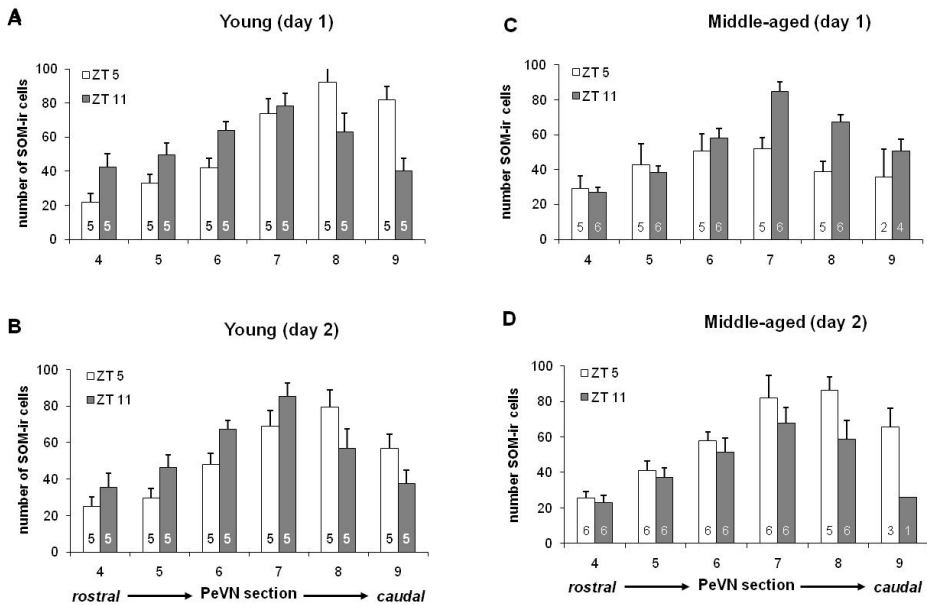 A
Young (day 1)
number of SOM-ir cells
100
80
60
40
20
0
ZT 5
ZT 11
5 5 5 5 5 5 5 5 5 5 5 5
4 5 6 7 8 9
B
Young (day 2)
number of SOM-ir cells
100
80
60
40
20
0
ZT 5
ZT 11
5 5 5 5 5 5 5 5 5 5 5 5
4 5 6 7 8 9
rostral PeVN section caudal
C
Middle-aged (day 1)
number SOM-ir cells
100
80
60
40
20
0
ZT 5
ZT 11
5 6 5 6 5 6 5 6 5 6 2 4
4 5 6 7 8 9
D
Middle-aged (day 2)
number SOM-ir cells
100
80
60
40
20
0
ZT 5
ZT 11
6 6 6 6 6 6 6 6 5 6 3 1
4 5 6 7 8 9
rostral PeVN section caudal